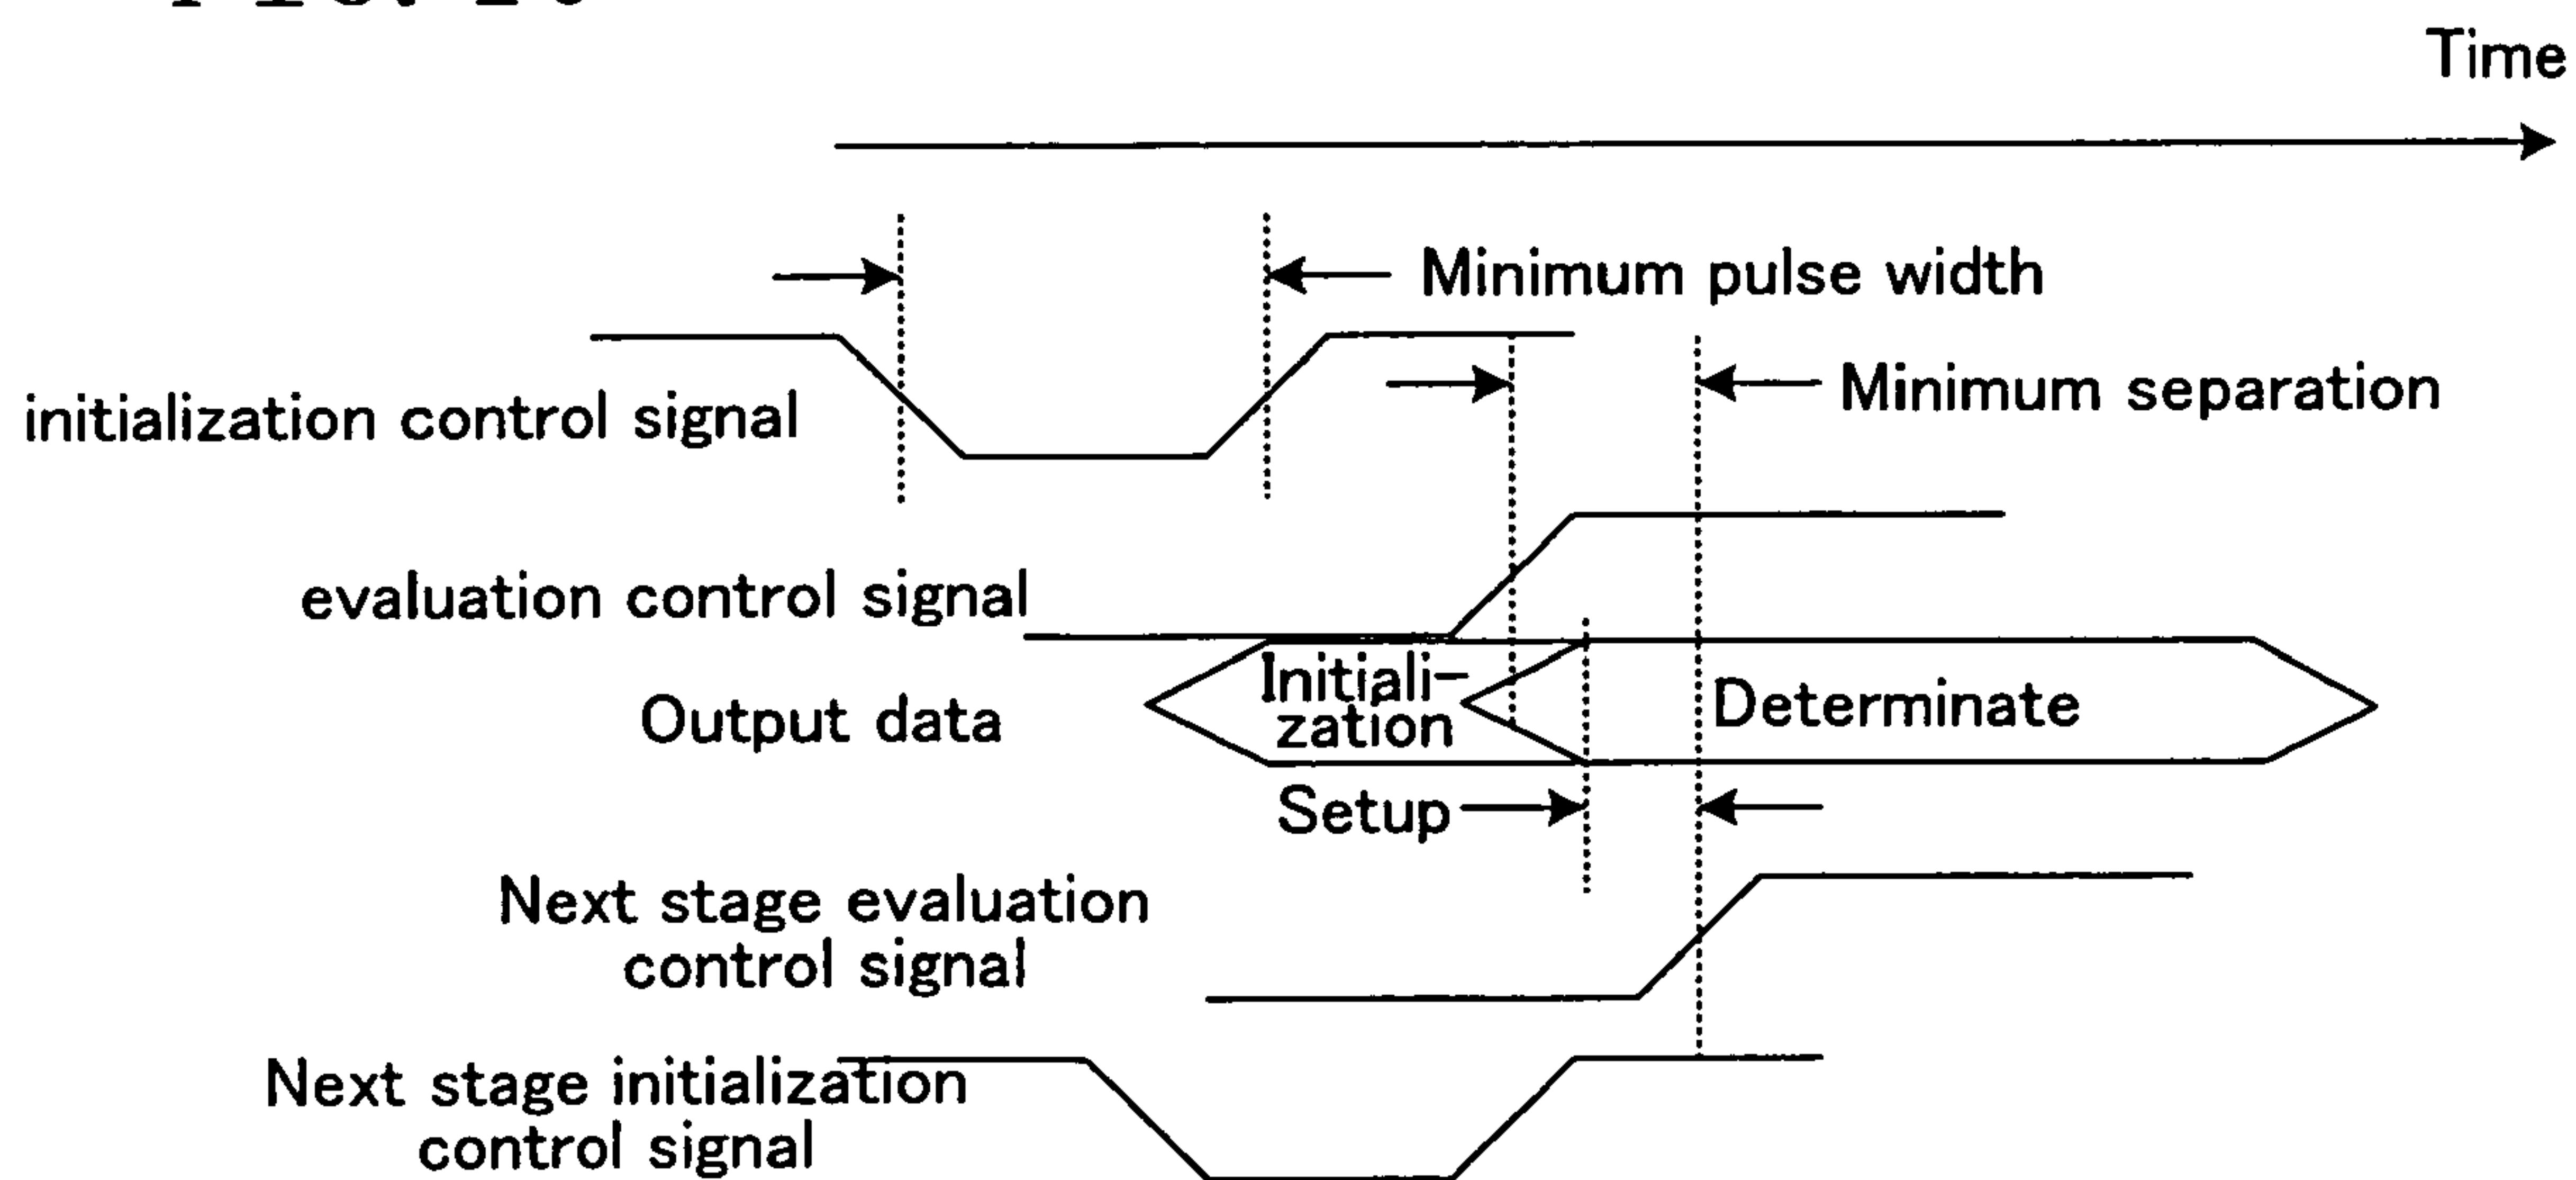 Time
Minimum pulse width
Minimum separation
initialization control signal
evaluation control signal
Initiali-
zation
Determinate
Output data
Setup
Next stage evaluation
control signal
Next stage initialization
control signal